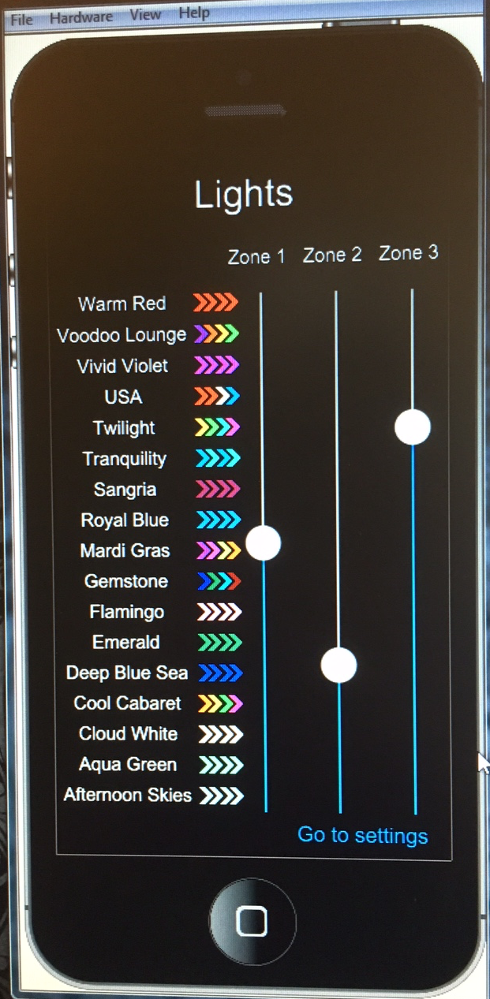 File Hardware View Help
Lights
Zone 1 Zone 2 Zone 3
Warm Red
Voodoo Lounge
Vivid Violet
USA
Twilight
Tranquility
Sangria
Royal Blue
Mardi Gras
Gemstone
Flamingo
Emerald
Deep Blue Sea
Cool Cabaret
Cloud White
Aqua Green
Afternoon Skies
Go to settings